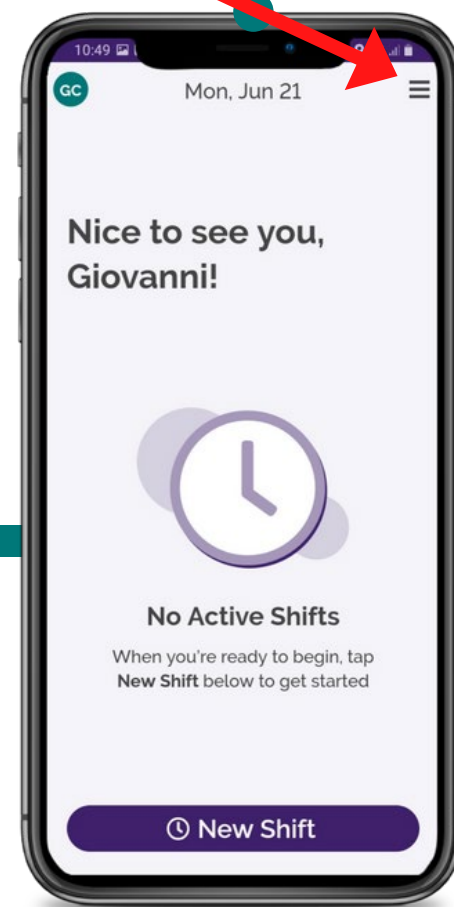 10:49
GC
Mon, Jun 21
Nice to see you,
Giovanni!
No Active Shifts
When you're ready to begin, tap
New Shift below to get started
New Shift